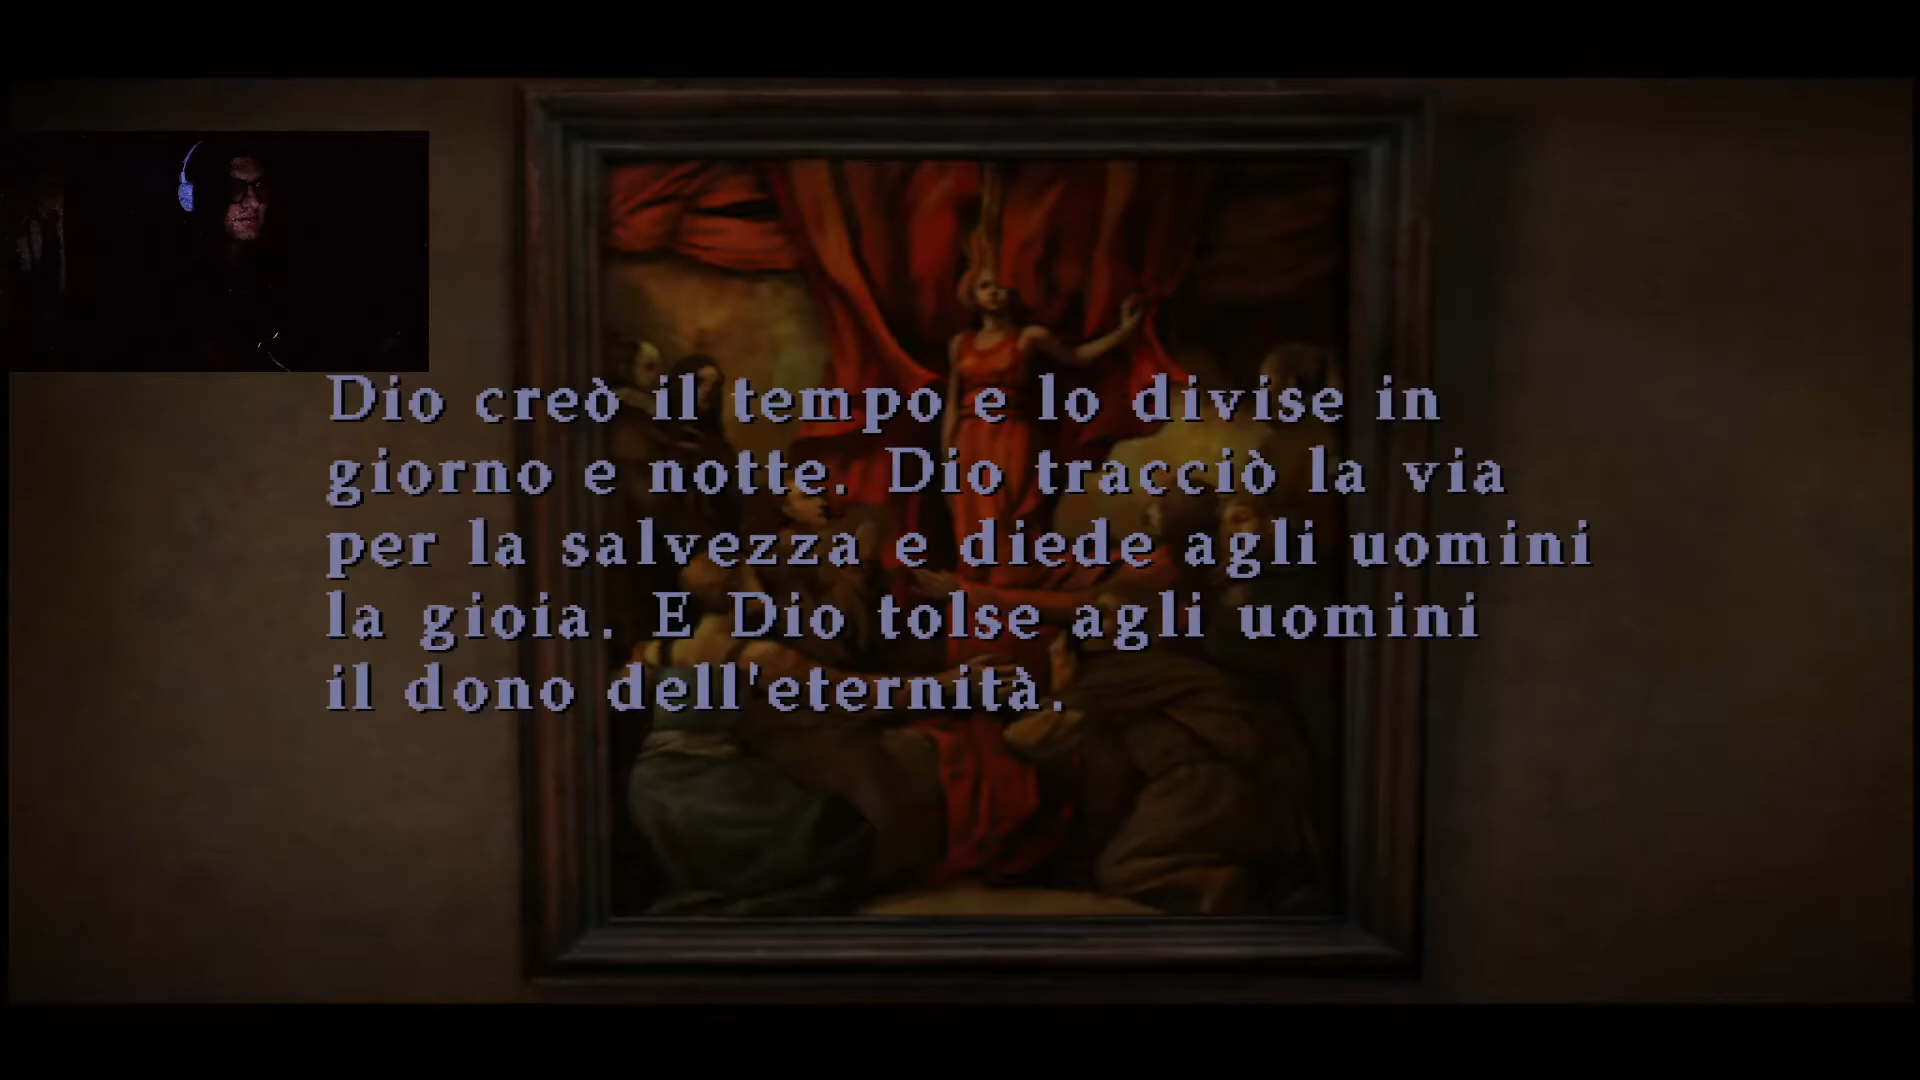 Dio creò il tempo e lo divise in
giorno e notte. Dio tracciò la via
per la salvezza e diede agli uomini
la gioia. E Dio tolse agli uomini
il dono dell'eternità.